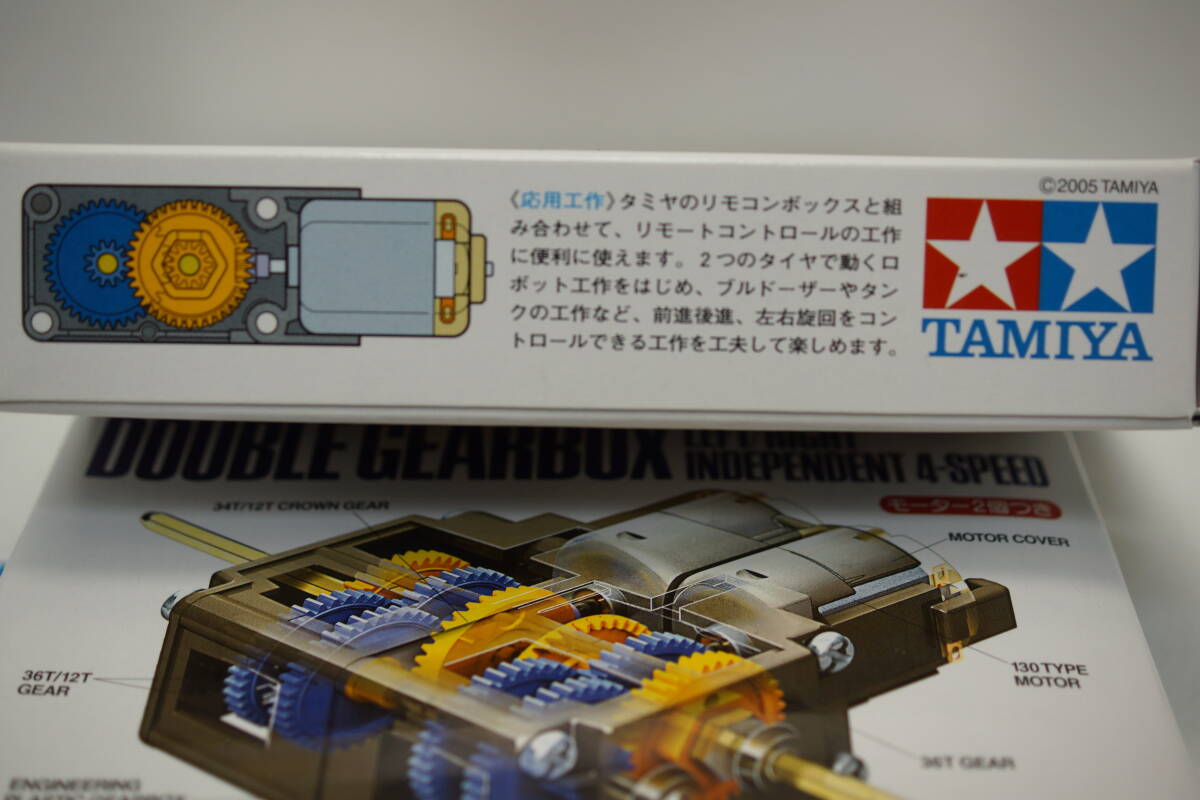 ©2005 TAMIYA
《応用工作》タミヤのリモコンボックスと組
み合わせて、リモートコントロールの工作
に便利に使えます。2つのタイヤで動くロ
ボット工作をはじめ、ブルドーザーやタン
クの工作など、前進後進、左右旋回をコン
トロールできる工作を工夫して楽しめます。
TAMIYA
DOUBLE GEARBOX
LEFT/RIGHT
INDEPENDENT 4-SPEED
モーター2個つき
34T/12T CROWN GEAR
MOTOR COVER
36T/12T
GEAR
130 TYPE
MOTOR
36T GEAR
ENGINEERING
PLASTIC GEARBOX